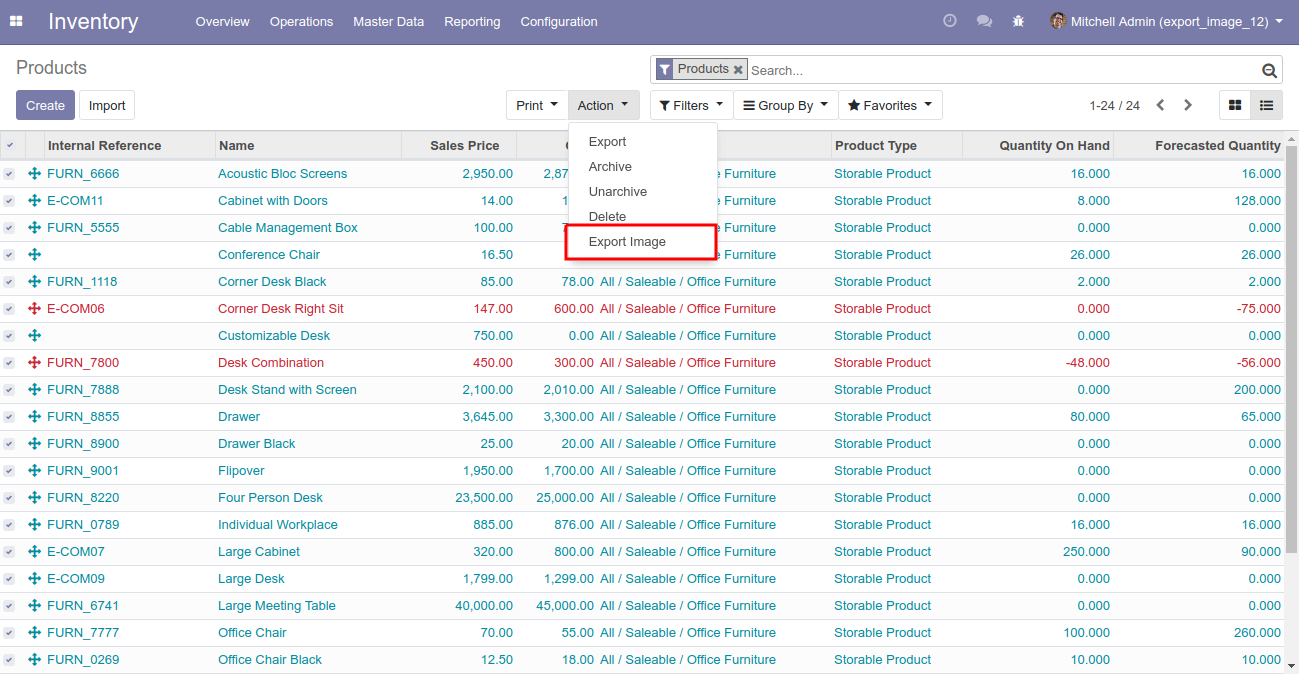 Inventory Overview Operations Master Data Reporting Configuration Mitchell Admin (export_image_12)
Products
Products Search...
Create Import Print Action Filters Group By Favorites 1-24 / 24
Export
Archive
Unarchive
Delete
Export Image
Internal Reference Name Sales Price Product Type Quantity On Hand Forecasted Quantity
FURN_6666 Acoustic Bloc Screens 2,950.00 Furniture Storable Product 16.000 16.000
E-COM11 Cabinet with Doors 14.00 Furniture Storable Product 8.000 128.000
FURN_5555 Cable Management Box 100.00 Furniture Storable Product 0.000 0.000
Conference Chair 16.50 Furniture Storable Product 26.000 26.000
FURN_1118 Corner Desk Black 85.00 78.00 All / Saleable / Office Furniture Storable Product 2.000 2.000
E-COM06 Corner Desk Right Sit 147.00 600.00 All / Saleable / Office Furniture Storable Product 0.000 -75.000
Customizable Desk 750.00 0.00 All / Saleable / Office Furniture Storable Product 0.000 0.000
FURN_7800 Desk Combination 450.00 300.00 All / Saleable / Office Furniture Storable Product -48.000 -56.000
FURN_7888 Desk Stand with Screen 2,100.00 2,010.00 All / Saleable / Office Furniture Storable Product 0.000 200.000
FURN_8855 Drawer 3,645.00 3,300.00 All / Saleable / Office Furniture Storable Product 80.000 65.000
FURN_8900 Drawer Black 25.00 20.00 All / Saleable / Office Furniture Storable Product 0.000 0.000
FURN_9001 Flipover 1,950.00 1,700.00 All / Saleable / Office Furniture Storable Product 0.000 0.000
FURN_8220 Four Person Desk 23,500.00 25,000.00 All / Saleable / Office Furniture Storable Product 0.000 0.000
FURN_0789 Individual Workplace 885.00 876.00 All / Saleable / Office Furniture Storable Product 16.000 16.000
E-COM07 Large Cabinet 320.00 800.00 All / Saleable / Office Furniture Storable Product 250.000 90.000
E-COM09 Large Desk 1,799.00 1,299.00 All / Saleable / Office Furniture Storable Product 0.000 0.000
FURN_6741 Large Meeting Table 40,000.00 45,000.00 All / Saleable / Office Furniture Storable Product 0.000 0.000
FURN_7777 Office Chair 70.00 55.00 All / Saleable / Office Furniture Storable Product 100.000 260.000
FURN_0269 Office Chair Black 12.50 18.00 All / Saleable / Office Furniture Storable Product 10.000 10.000